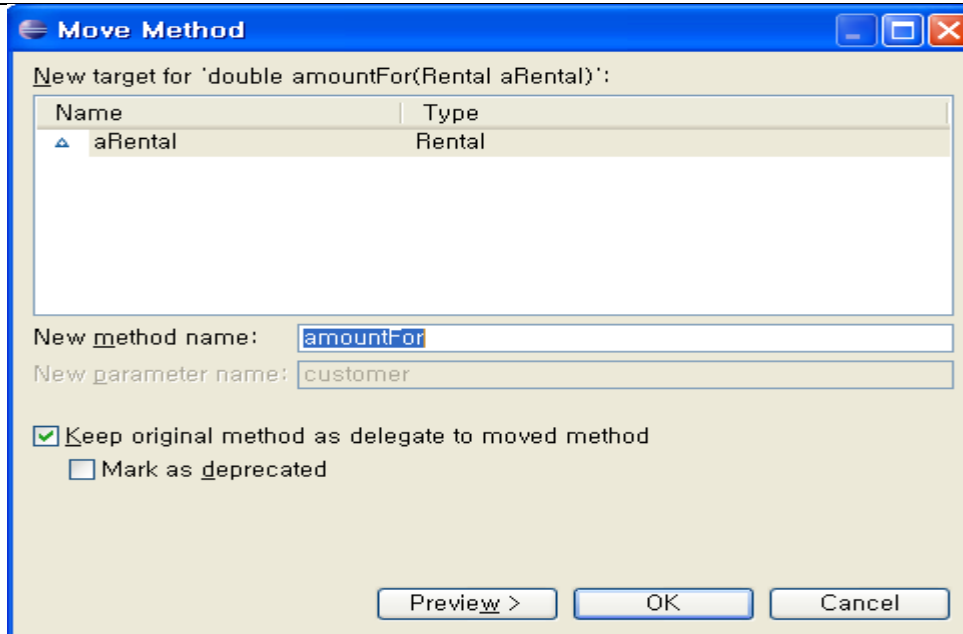 Move Method
New target for 'double amountFor(Rental aRental)':
Name Type
aRental Rental
New method name: amountFor
New parameter name: customer
Keep original method as delegate to moved method
Mark as deprecated
Preview > OK Cancel